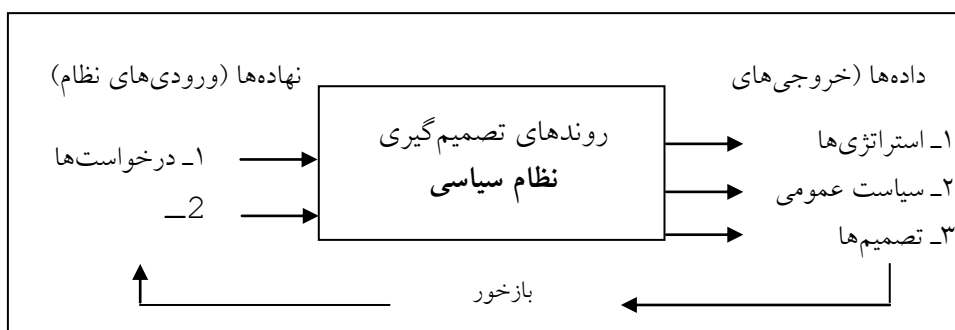 داده‌ها (خروجی‌های
نهاده‌ها (ورودی‌های نظام)
روندهای تصمیم‌گیری
نظام سیاسی
۱ـ استراتژی‌ها
۲ـ سیاست عمومی
۳ـ تصمیم‌ها
۱ـ درخواست‌ها
2ـ
بازخور